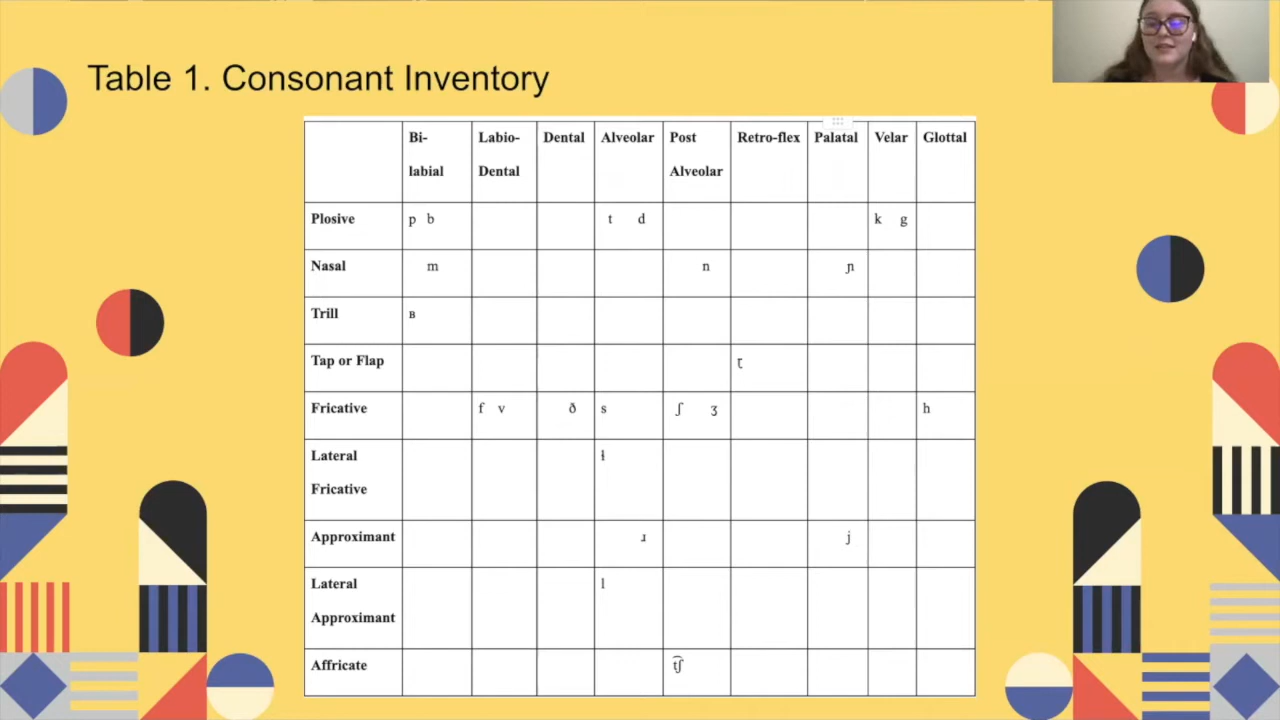 Table 1. Consonant Inventory
Bi- Labio- Dental Alveolar Post Retro-flex Palatal Velar Glottal
labial Dental Alveolar
Plosive p b t d k g
Nasal m n ɲ
Trill ʙ
Tap or Flap ɽ
Fricative f v ð s ʃ ʒ h
Lateral ɬ
Fricative
Approximant ɹ j
Lateral l
Approximant
Affricate t͡ʃ